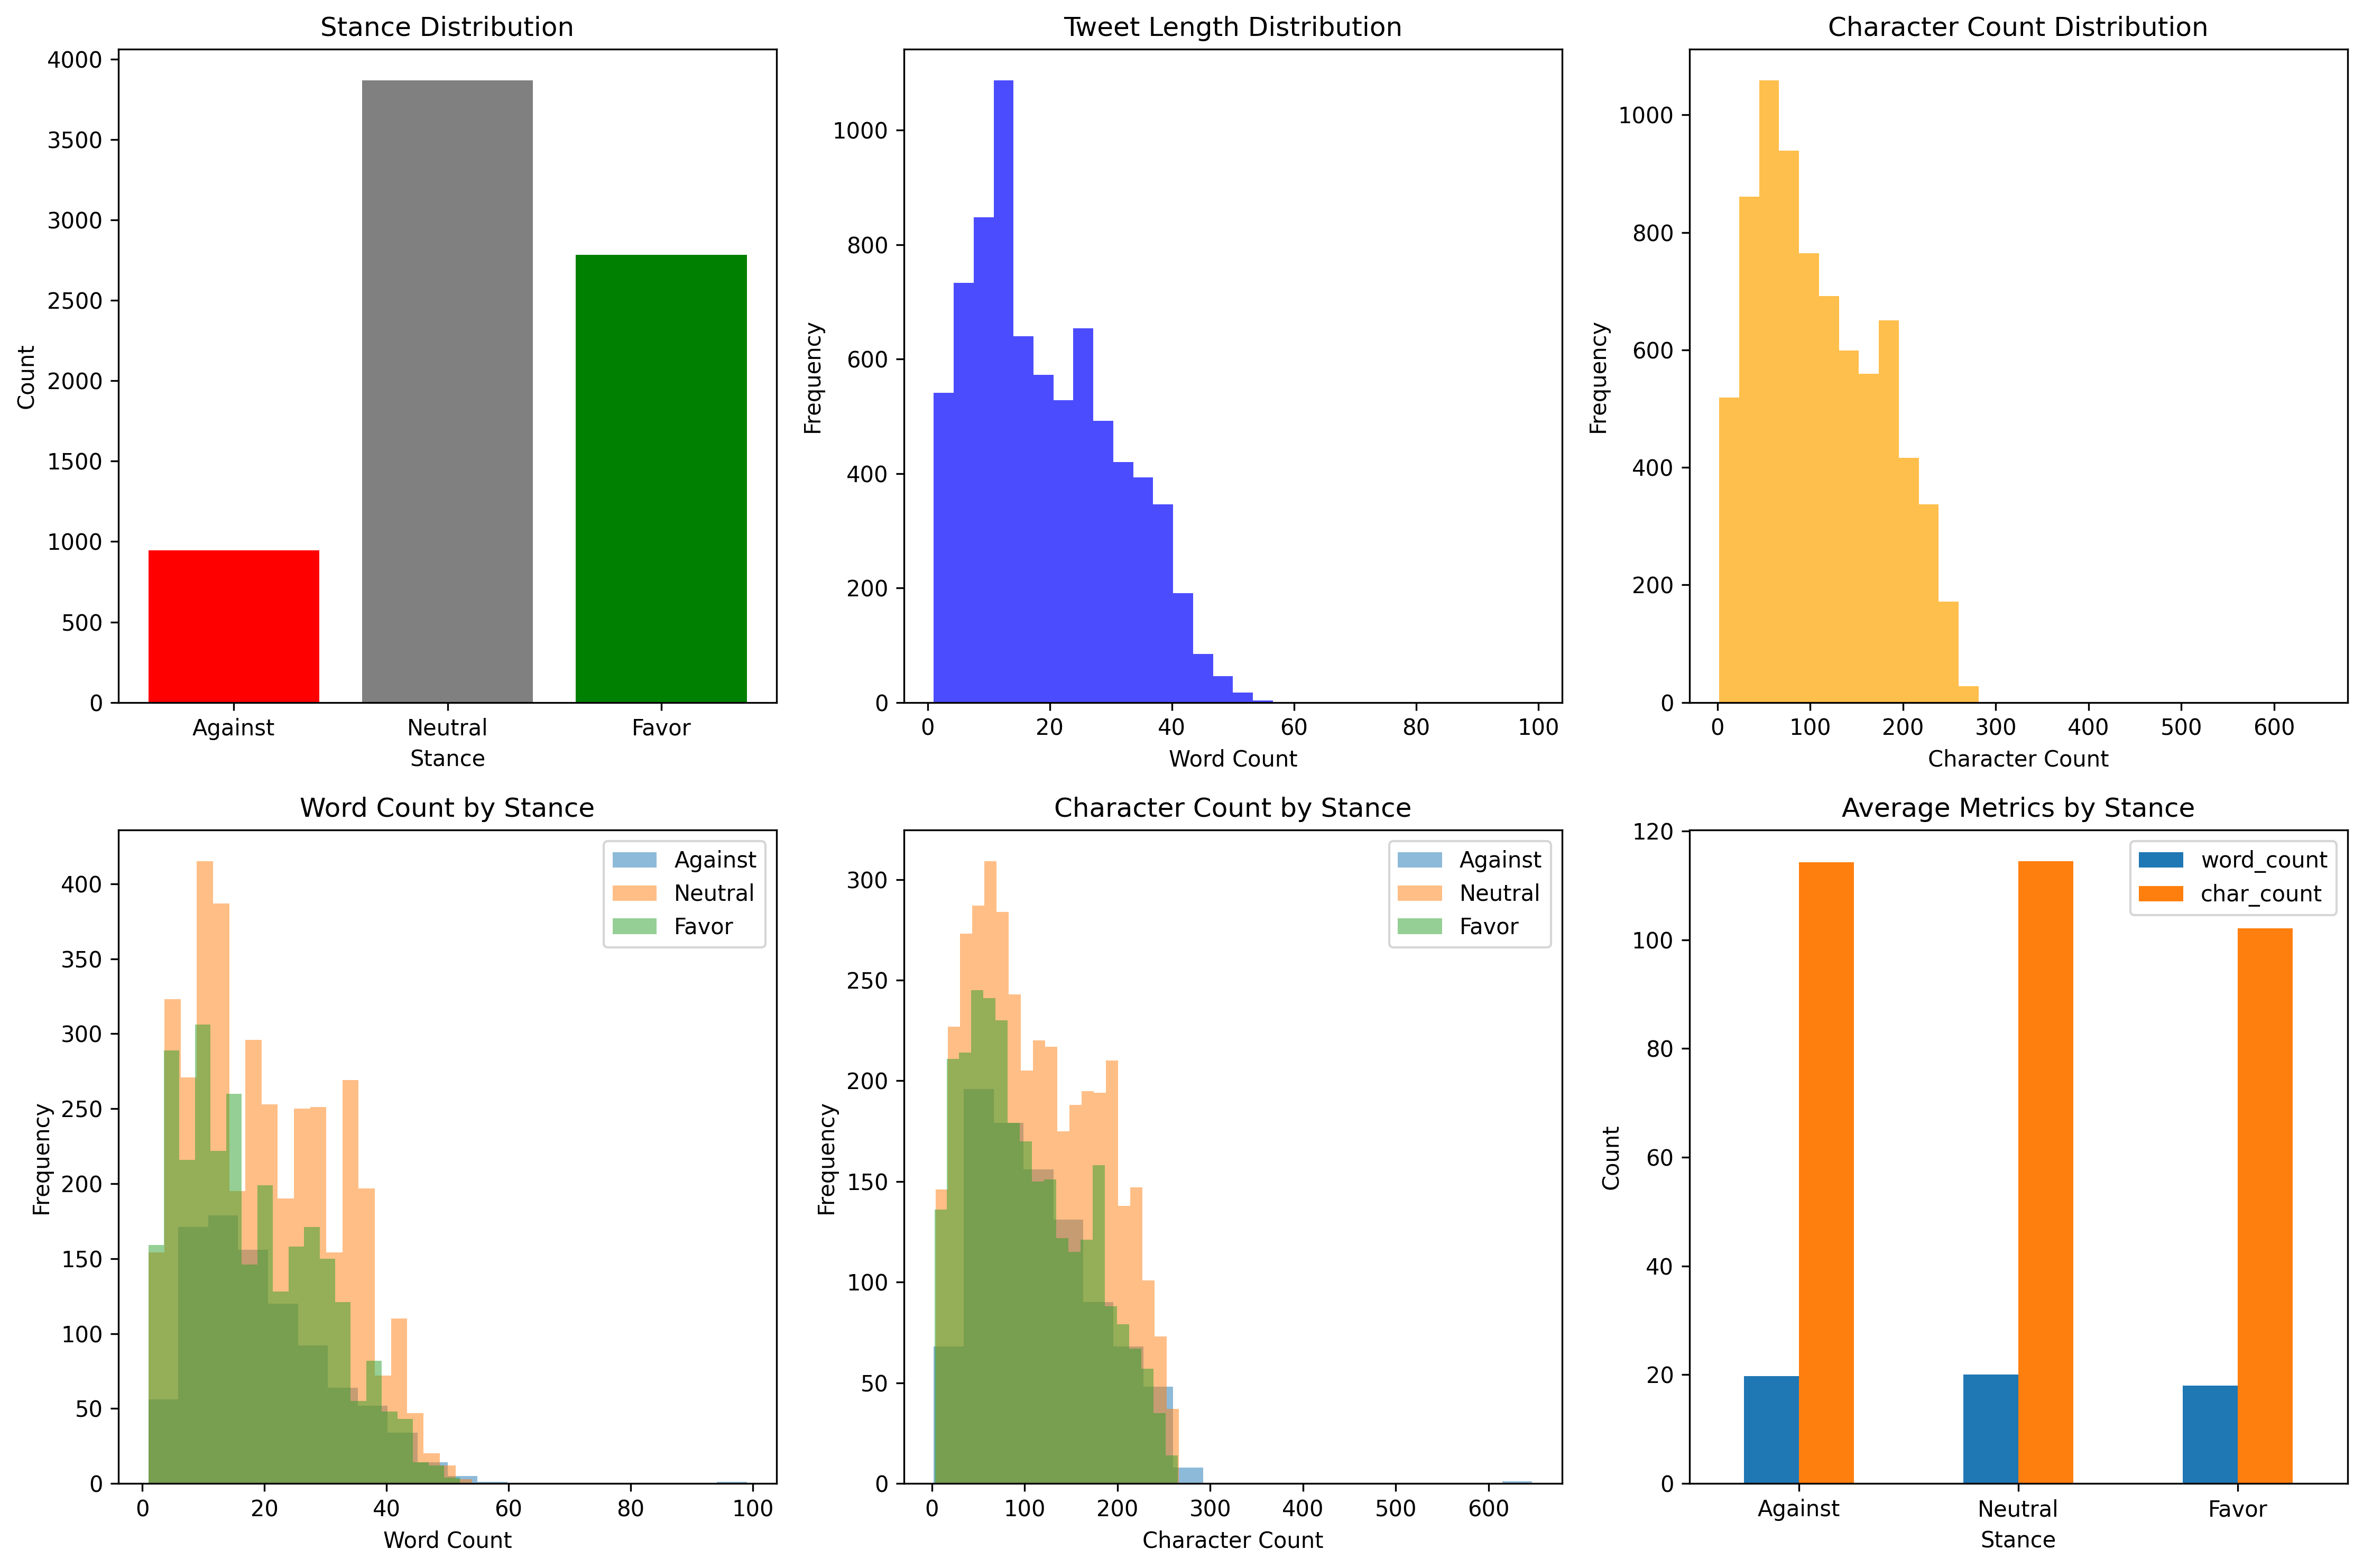 Stance Distribution
4000
3500
3000
2500
2000
1500
1000
500
0
Count
Against Neutral Favor
Stance
Tweet Length Distribution
1000
800
600
400
200
0
Frequency
0 20 40 60 80 100
Word Count
Character Count Distribution
1000
800
600
400
200
0
Frequency
0 100 200 300 400 500 600
Character Count
Word Count by Stance
Against
Neutral
Favor
400
350
300
250
200
150
100
50
0
Frequency
0 20 40 60 80 100
Word Count
Character Count by Stance
Against
Neutral
Favor
300
250
200
150
100
50
0
Frequency
0 100 200 300 400 500 600
Character Count
Average Metrics by Stance
word_count
char_count
120
100
80
60
40
20
0
Count
Against Neutral Favor
Stance